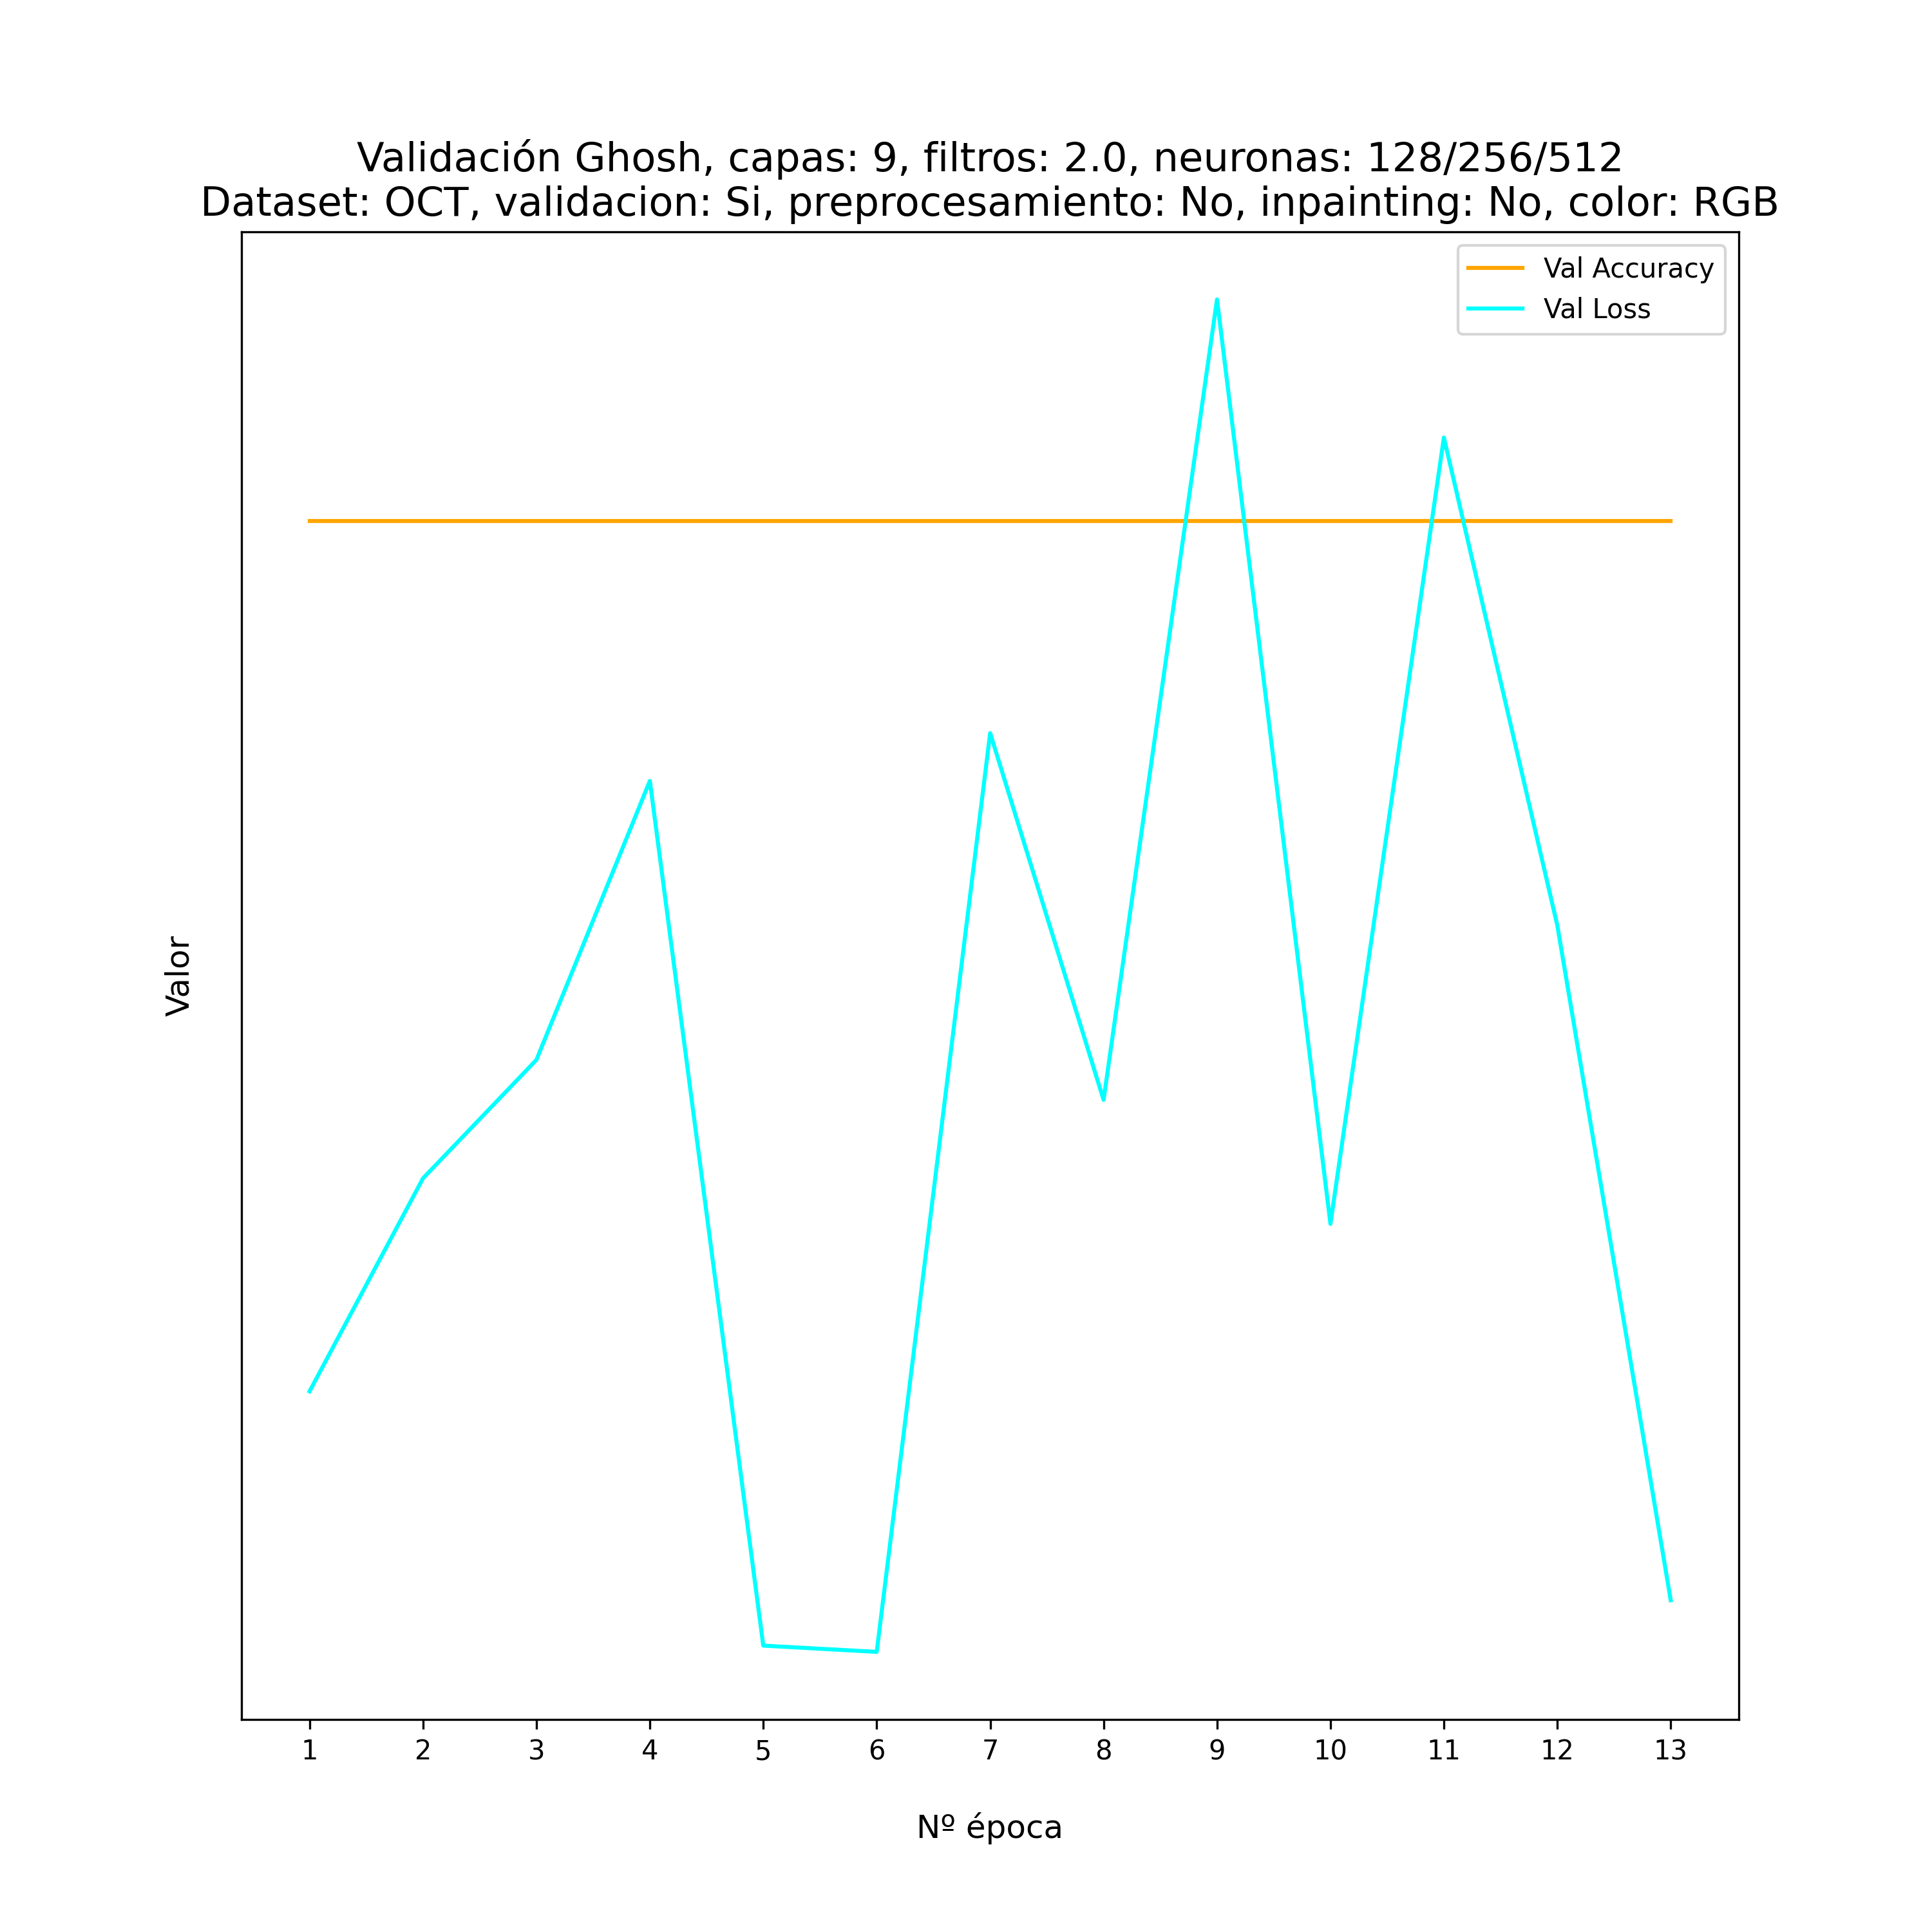 Validación Ghosh, capas: 9, filtros: 2.0, neuronas: 128/256/512
Dataset: OCT, validacion: Si, preprocesamiento: No, inpainting: No, color: RGB
Val Accuracy
Val Loss
Valor
1 2 3 4 5 6 7 8 9 10 11 12 13
Nº época